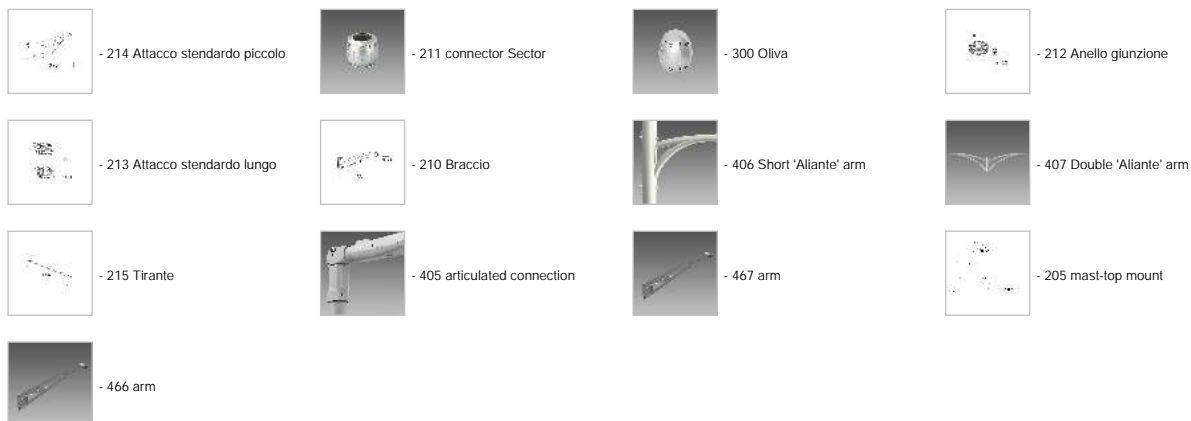 - 214 Attacco stendardo piccolo
- 211 connector Sector
- 300 Oliva
- 212 Anello giunzione
- 213 Attacco stendardo lungo
- 210 Braccio
- 406 Short 'Aliante' arm
- 407 Double 'Aliante' arm
- 215 Tirante
- 405 articulated connection
- 467 arm
- 205 mast-top mount
- 466 arm